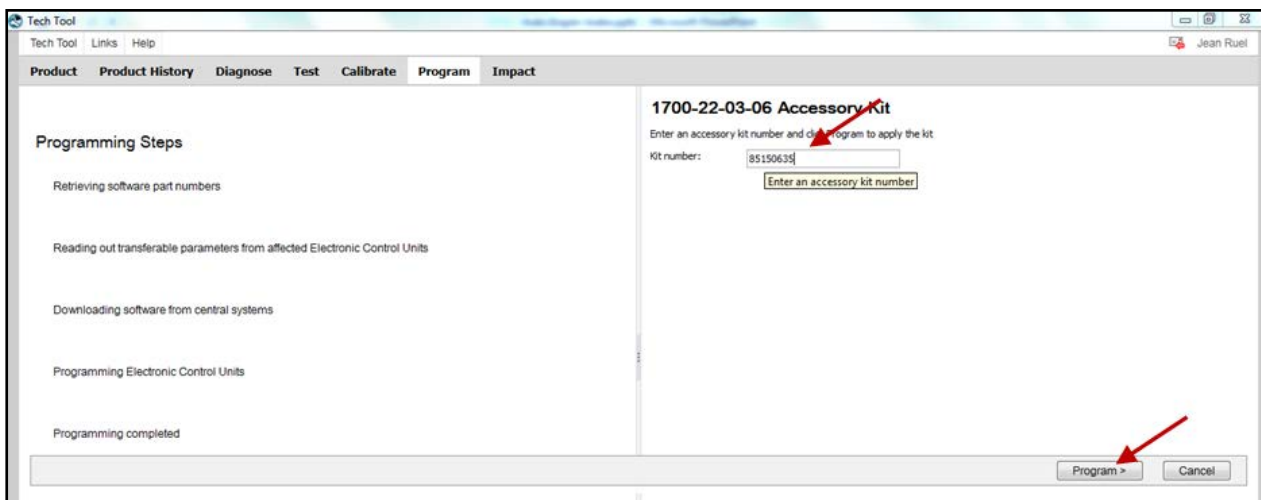 Tech Tool
Tech Tool Links Help
Jean Ruel
Product Product History Diagnose Test Calibrate Program Impact
Programming Steps
Retrieving software part numbers
Reading out transferable parameters from affected Electronic Control Units
Downloading software from central systems
Programming Electronic Control Units
Programming completed
1700-22-03-06 Accessory Kit
Enter an accessory kit number and click Program to apply the kit
Kit number: 85150635
Enter an accessory kit number
Program > Cancel